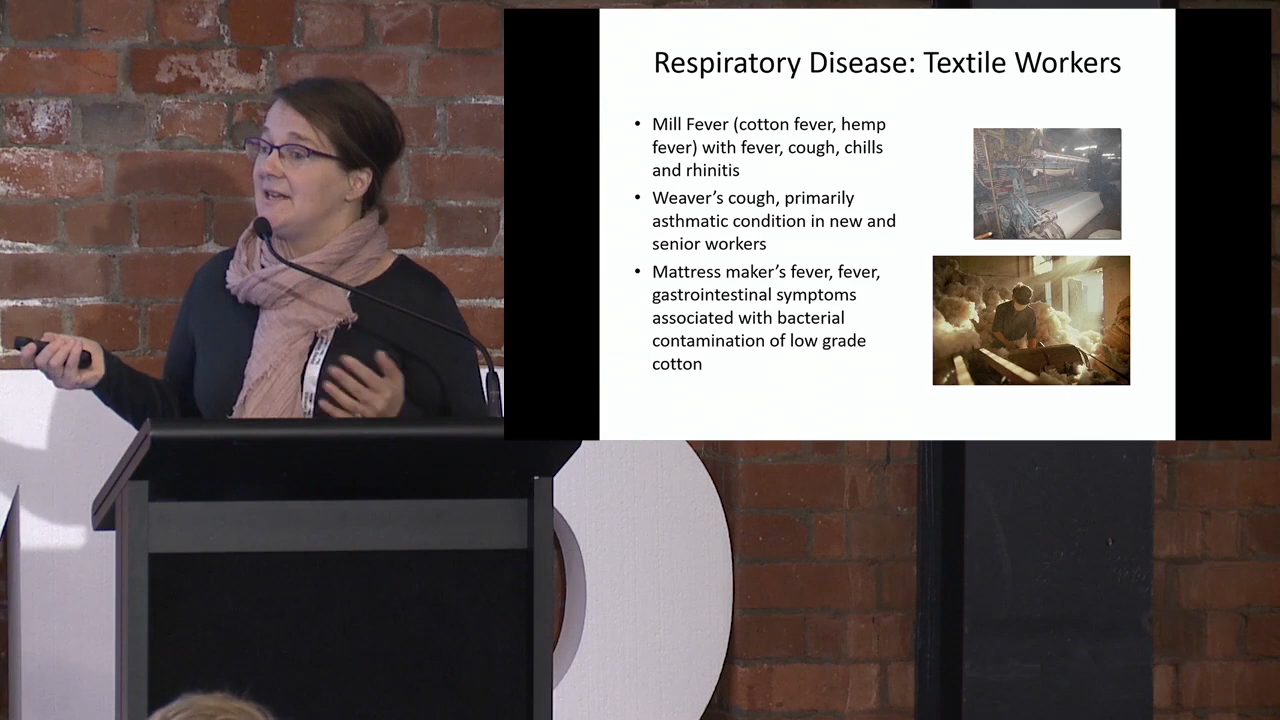 Respiratory Disease: Textile Workers
• Mill Fever (cotton fever, hemp
fever) with fever, cough, chills
and rhinitis
• Weaver’s cough, primarily
asthmatic condition in new and
senior workers
• Mattress maker’s fever, fever,
gastrointestinal symptoms
associated with bacterial
contamination of low grade
cotton